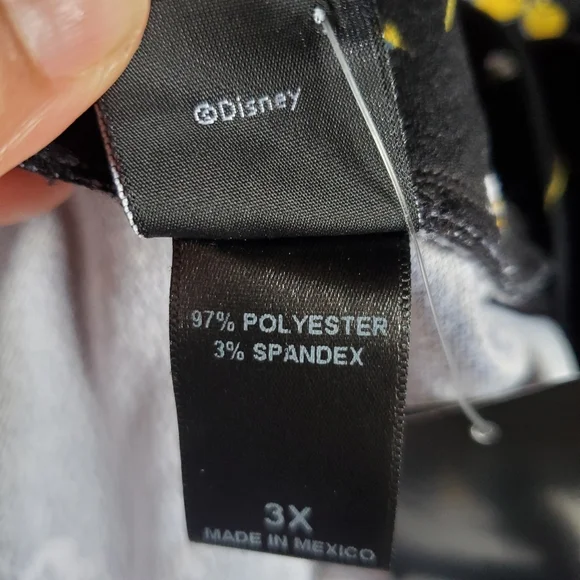 ©Disney
97% POLYESTER
3% SPANDEX
3X
MADE IN MEXICO